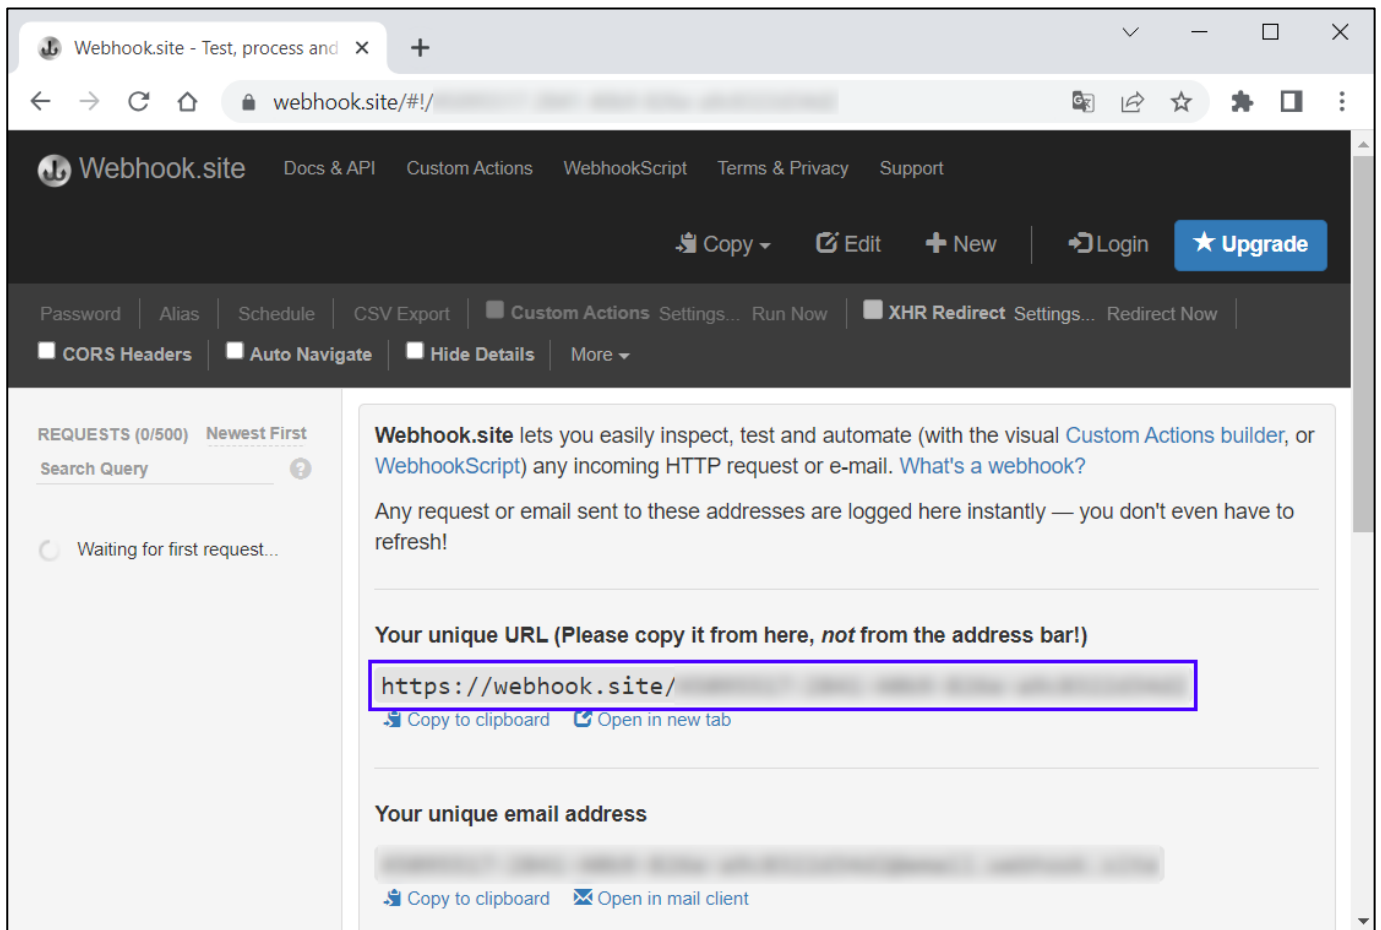 Webhook.site - Test, process and
webhook.site/#!/
Webhook.site Docs & API Custom Actions WebhookScript Terms & Privacy Support
Copy Edit New Login Upgrade
Password Alias Schedule CSV Export Custom Actions Settings... Run Now XHR Redirect Settings... Redirect Now
CORS Headers Auto Navigate Hide Details More
REQUESTS (0/500) Newest First
Search Query
Waiting for first request...
Webhook.site lets you easily inspect, test and automate (with the visual Custom Actions builder, or
WebhookScript) any incoming HTTP request or e-mail. What's a webhook?
Any request or email sent to these addresses are logged here instantly — you don't even have to
refresh!
Your unique URL (Please copy it from here, not from the address bar!)
https://webhook.site/
Copy to clipboard Open in new tab
Your unique email address
Copy to clipboard Open in mail client